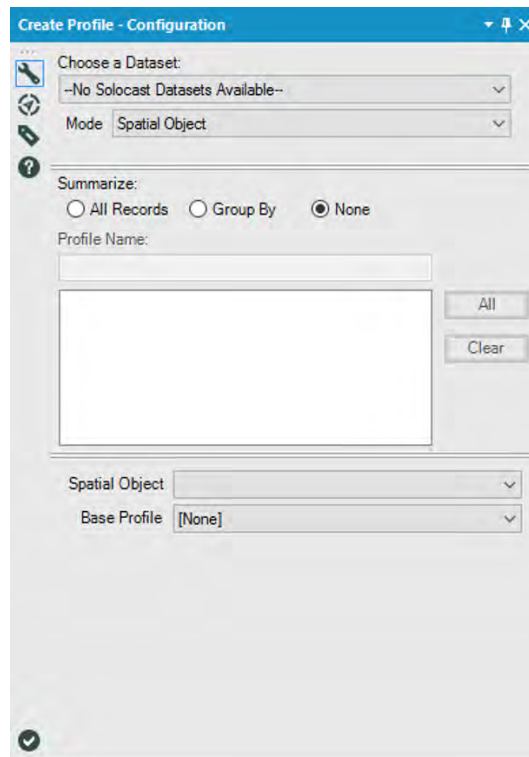 Create Profile - Configuration
Choose a Dataset:
--No Solocast Datasets Available--
Mode Spatial Object
Summarize:
All Records Group By None
Profile Name:
All
Clear
Spatial Object
Base Profile [None]